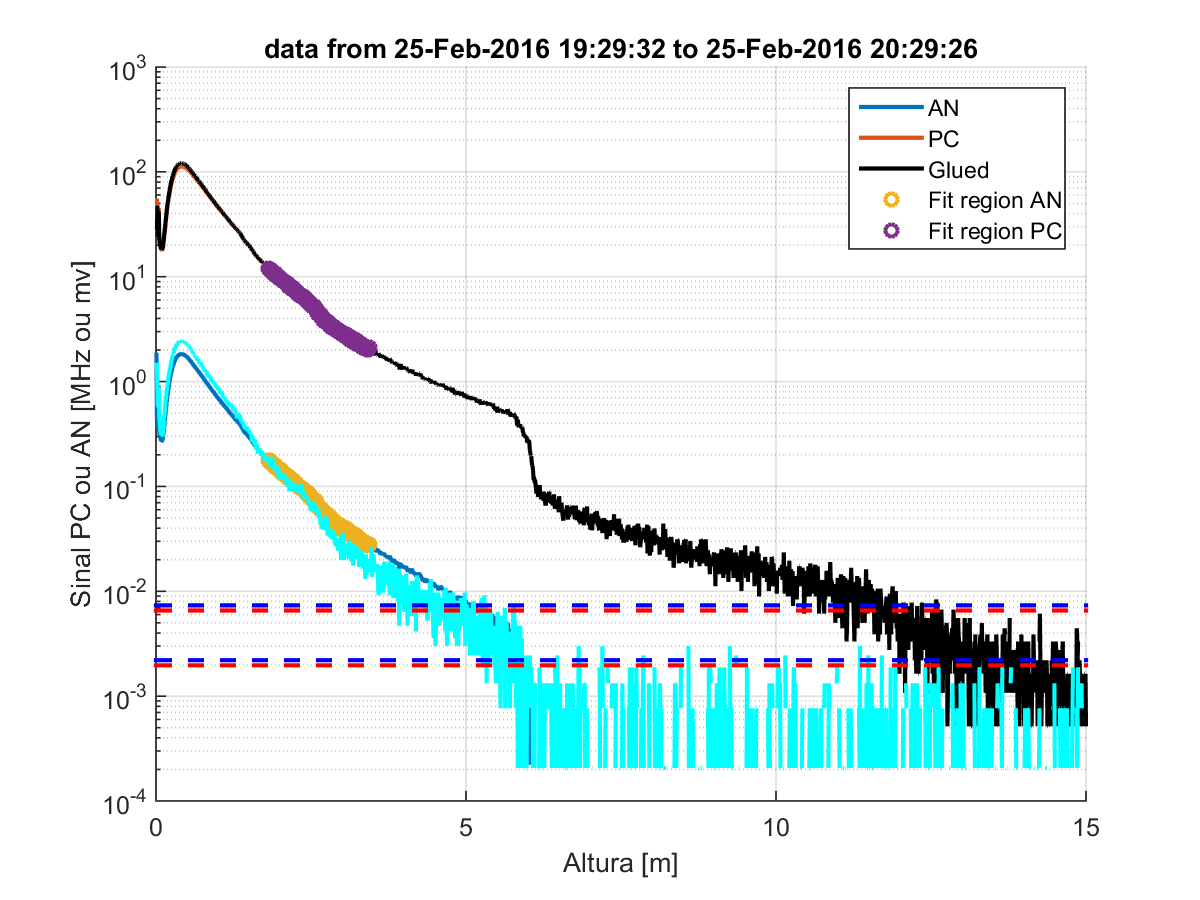 data from 25-Feb-2016 19:29:32 to 25-Feb-2016 20:29:26
10^3
10^2
10^1
10^0
10^-1
10^-2
10^-3
10^-4
Sinal PC ou AN [MHz ou mv]
AN
PC
Glued
Fit region AN
Fit region PC
0
5
10
15
Altura [m]